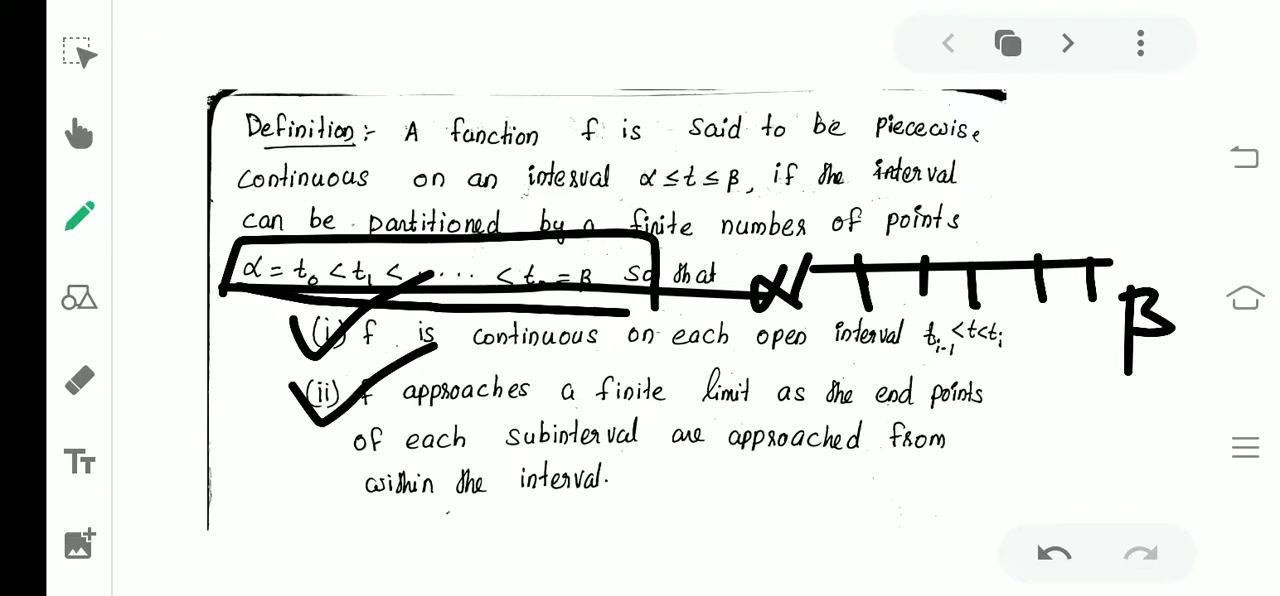 Definition:- A function f is said to be piecewise
continuous on an interval α ≤ t ≤ β, if the interval
can be partitioned by a finite number of points
α = t₀ < t₁ < ..... < tₙ = β so that
α
β
(i) f is continuous on each open interval tᵢ₋₁ < t < tᵢ
(ii) f approaches a finite limit as the end points
of each subinterval are approached from
within the interval.
TT